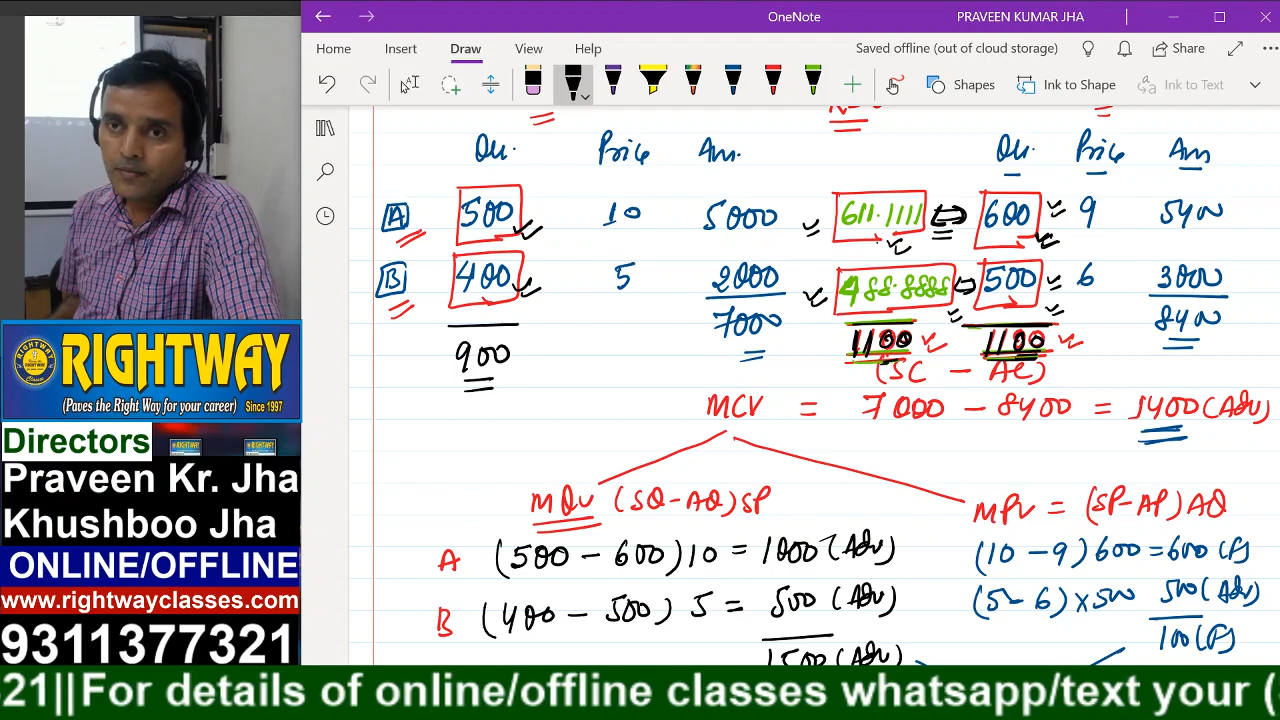 OneNote
PRAVEEN KUMAR JHA
Home Insert Draw View Help
Saved offline (out of cloud storage)
Share
Shapes
Ink to Shape
Ink to Text
Qu. Price Am. Qu. Price Am
A 500 10 5000 611.1111 ⇔ 600 9 5400
B 400 5 2000 488.8888 ⇔ 500 6 3000
7000 8400
900 1100 1100
(SC - AC)
MCV = 7000 - 8400 = 1400 (Adv)
MQV (SQ-AQ)SP
MPV = (SP-AP)AQ
A (500 - 600) 10 = 1000 (Adv)
(10 - 9) 600 = 600 (F)
B (400 - 500) 5 = 500 (Adv)
(5 - 6) x 500 500 (Adv)
1500 (Adv)
100 (F)
RIGHTWAY
(Paves the Right Way for your career) Since 1997
Directors
Praveen Kr. Jha
Khushboo Jha
ONLINE/OFFLINE
www.rightwayclasses.com
9311377321
21||For details of online/offline classes whatsapp/text your (